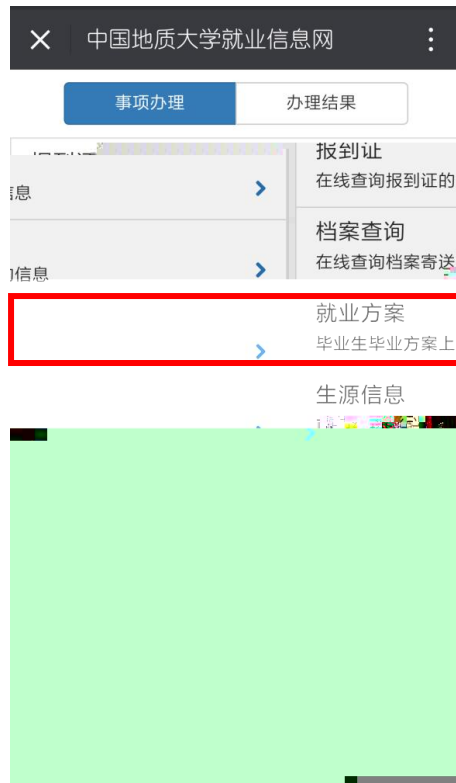 中国地质大学就业信息网
事项办理
办理结果
报到证
在线查询报到证的
息
档案查询
在线查询档案寄送
信息
就业方案
毕业生毕业方案上
生源信息